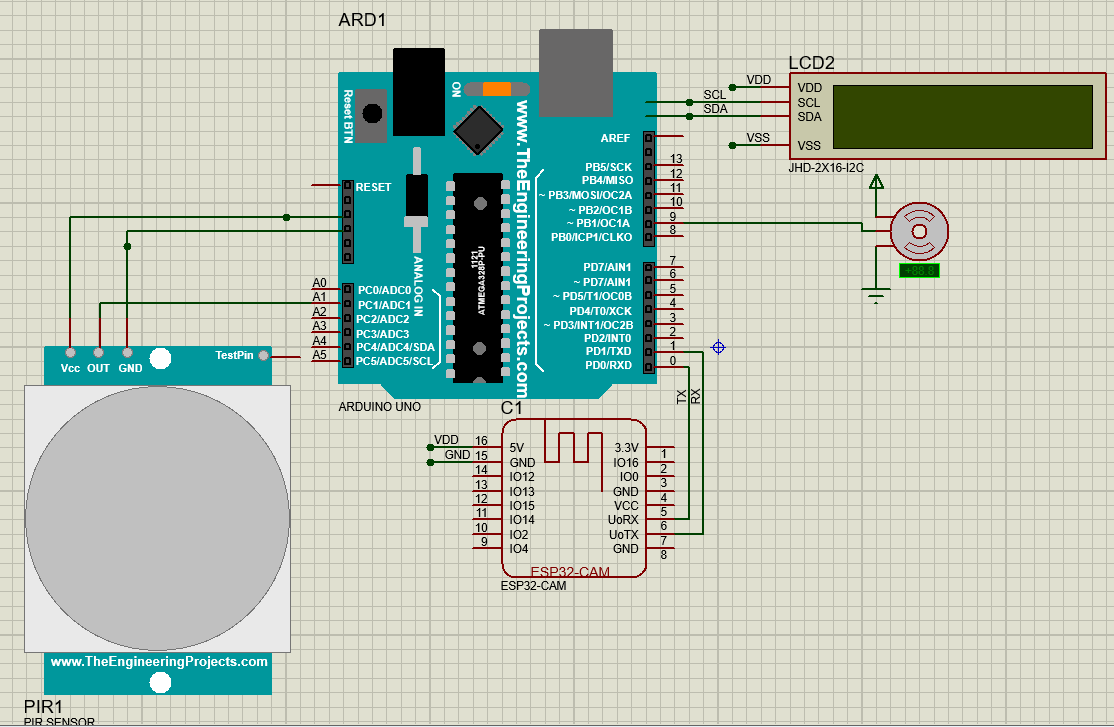 ARD1
ON
Reset BTN
www.TheEngineeringProjects.com
RESET
AREF
PB5/SCK
13
PB4/MISO
12
~ PB3/MOSI/OC2A
11
~ PB2/OC1B
10
~ PB1/OC1A
9
PB0/ICP1/CLKO
8
PD7/AIN1
7
~ PD7/AIN1
6
~ PD5/T1/OC0B
5
PD4/T0/XCK
4
~ PD3/INT1/OC2B
3
PD2/INT0
2
PD1/TXD
1
PD0/RXD
0
1121
ATMEGA328P-PU
ANALOG IN
A0
PC0/ADC0
A1
PC1/ADC1
A2
PC2/ADC2
A3
PC3/ADC3
A4
PC4/ADC4/SDA
A5
PC5/ADC5/SCL
ARDUINO UNO
LCD2
VDD
SCL
SDA
VSS
VDD
SCL
SDA
VSS
JHD-2X16-I2C
+88.8
TX
RX
C1
VDD
16
5V
GND
15
GND
14
IO12
13
IO13
12
IO15
11
IO14
10
IO2
9
IO4
3.3V
1
IO16
2
IO0
3
GND
4
VCC
5
UoRX
6
UoTX
7
GND
8
ESP32-CAM
ESP32-CAM
Vcc
OUT
GND
TestPin
www.TheEngineeringProjects.com
PIR1
PIR SENSOR